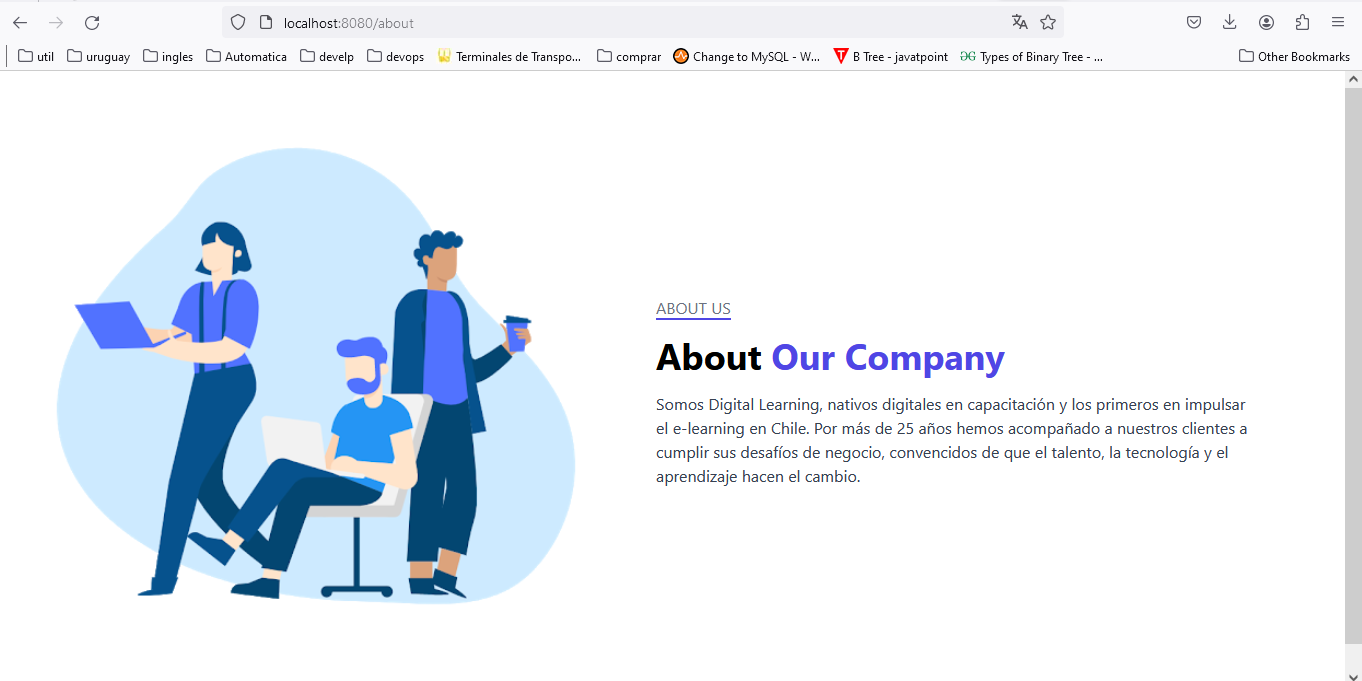 localhost:8080/about
util
uruguay
ingles
Automatica
develp
devops
Terminales de Transpo...
comprar
Change to MySQL - W...
B Tree - javatpoint
Types of Binary Tree - ...
Other Bookmarks
ABOUT US
About Our Company
Somos Digital Learning, nativos digitales en capacitación y los primeros en impulsar
el e-learning en Chile. Por más de 25 años hemos acompañado a nuestros clientes a
cumplir sus desafíos de negocio, convencidos de que el talento, la tecnología y el
aprendizaje hacen el cambio.